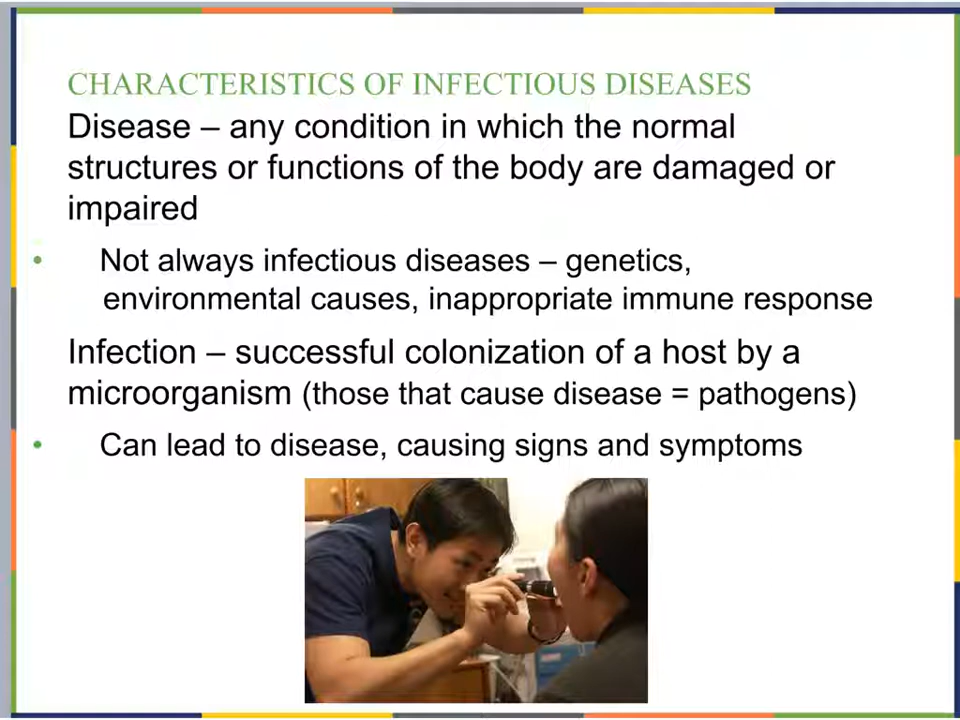 CHARACTERISTICS OF INFECTIOUS DISEASES
Disease – any condition in which the normal
structures or functions of the body are damaged or
impaired
• Not always infectious diseases – genetics,
environmental causes, inappropriate immune response
Infection – successful colonization of a host by a
microorganism (those that cause disease = pathogens)
• Can lead to disease, causing signs and symptoms